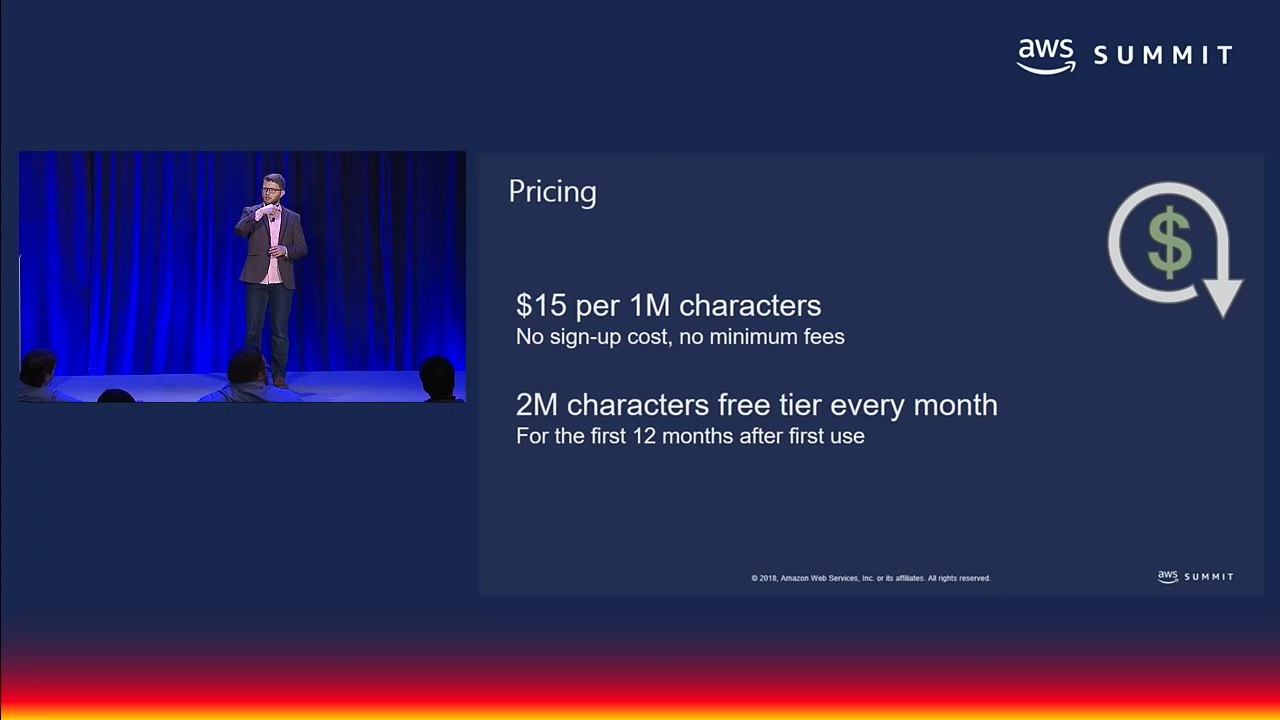 aws SUMMIT
Pricing
$
$15 per 1M characters
No sign-up cost, no minimum fees
2M characters free tier every month
For the first 12 months after first use
© 2018, Amazon Web Services, Inc. or its affiliates. All rights reserved.
aws SUMMIT